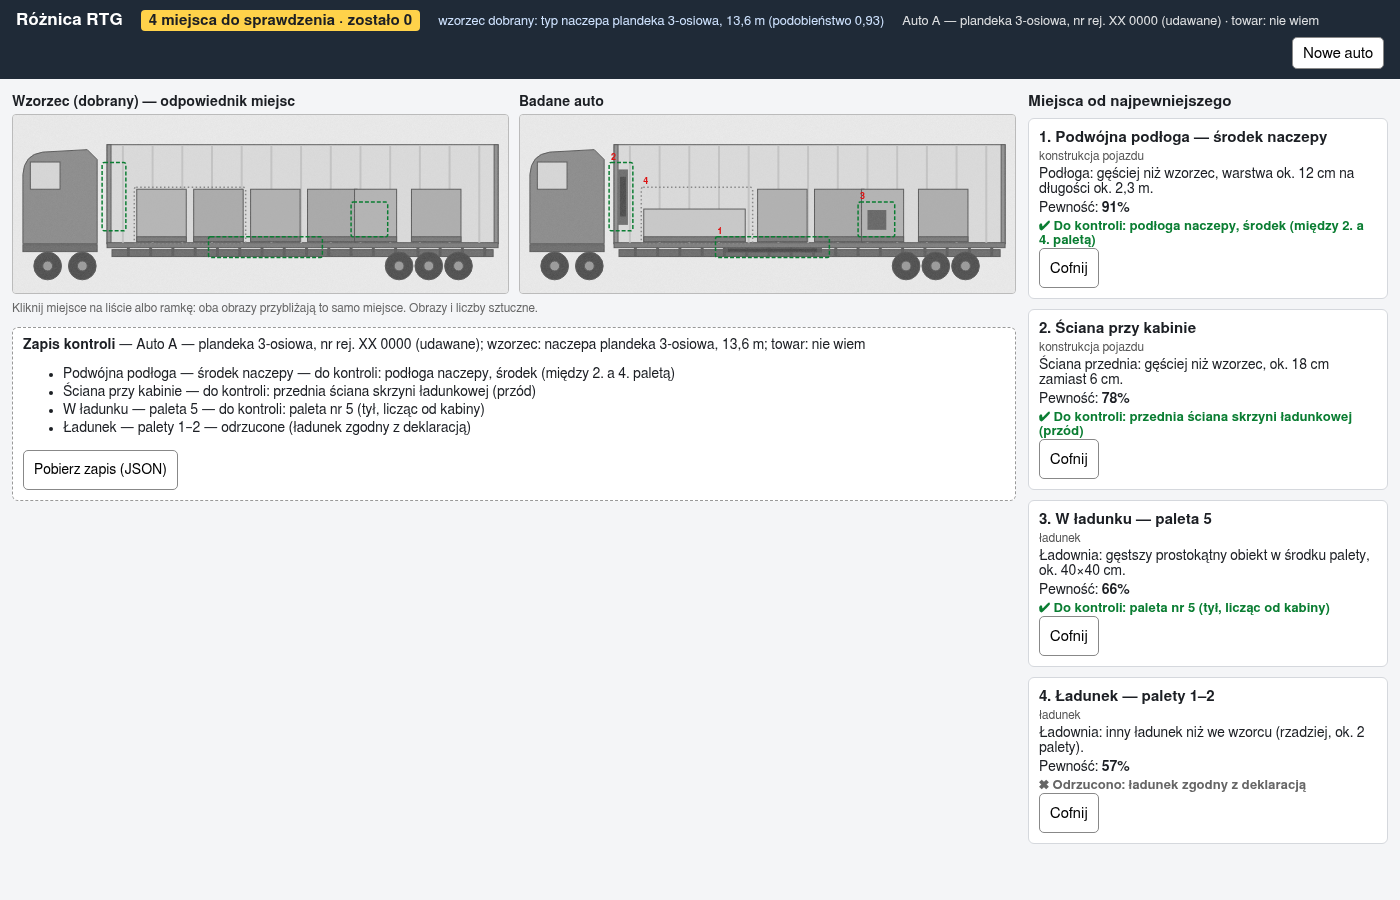 Różnica RTG
4 miejsca do sprawdzenia · zostało 0
wzorzec dobrany: typ naczepa plandeka 3-osiowa, 13,6 m (podobieństwo 0,93)
Auto A — plandeka 3-osiowa, nr rej. XX 0000 (udawane) · towar: nie wiem
Nowe auto
Wzorzec (dobrany) — odpowiednik miejsc
Badane auto
2
4
3
1
Kliknij miejsce na liście albo ramkę: oba obrazy przybliżają to samo miejsce. Obrazy i liczby sztuczne.
Zapis kontroli — Auto A — plandeka 3-osiowa, nr rej. XX 0000 (udawane); wzorzec: naczepa plandeka 3-osiowa, 13,6 m; towar: nie wiem
• Podwójna podłoga — środek naczepy — do kontroli: podłoga naczepy, środek (między 2. a 4. paletą)
• Ściana przy kabinie — do kontroli: przednia ściana skrzyni ładunkowej (przód)
• W ładunku — paleta 5 — do kontroli: paleta nr 5 (tył, licząc od kabiny)
• Ładunek — palety 1–2 — odrzucone (ładunek zgodny z deklaracją)
Pobierz zapis (JSON)
Miejsca od najpewniejszego
1. Podwójna podłoga — środek naczepy
konstrukcja pojazdu
Podłoga: gęściej niż wzorzec, warstwa ok. 12 cm na
długości ok. 2,3 m.
Pewność: 91%
✔ Do kontroli: podłoga naczepy, środek (między 2. a
4. paletą)
Cofnij
2. Ściana przy kabinie
konstrukcja pojazdu
Ściana przednia: gęściej niż wzorzec, ok. 18 cm
zamiast 6 cm.
Pewność: 78%
✔ Do kontroli: przednia ściana skrzyni ładunkowej
(przód)
Cofnij
3. W ładunku — paleta 5
ładunek
Ładownia: gęstszy prostokątny obiekt w środku palety,
ok. 40×40 cm.
Pewność: 66%
✔ Do kontroli: paleta nr 5 (tył, licząc od kabiny)
Cofnij
4. Ładunek — palety 1–2
ładunek
Ładownia: inny ładunek niż we wzorcu (rzadziej, ok. 2
palety).
Pewność: 57%
✖ Odrzucono: ładunek zgodny z deklaracją
Cofnij